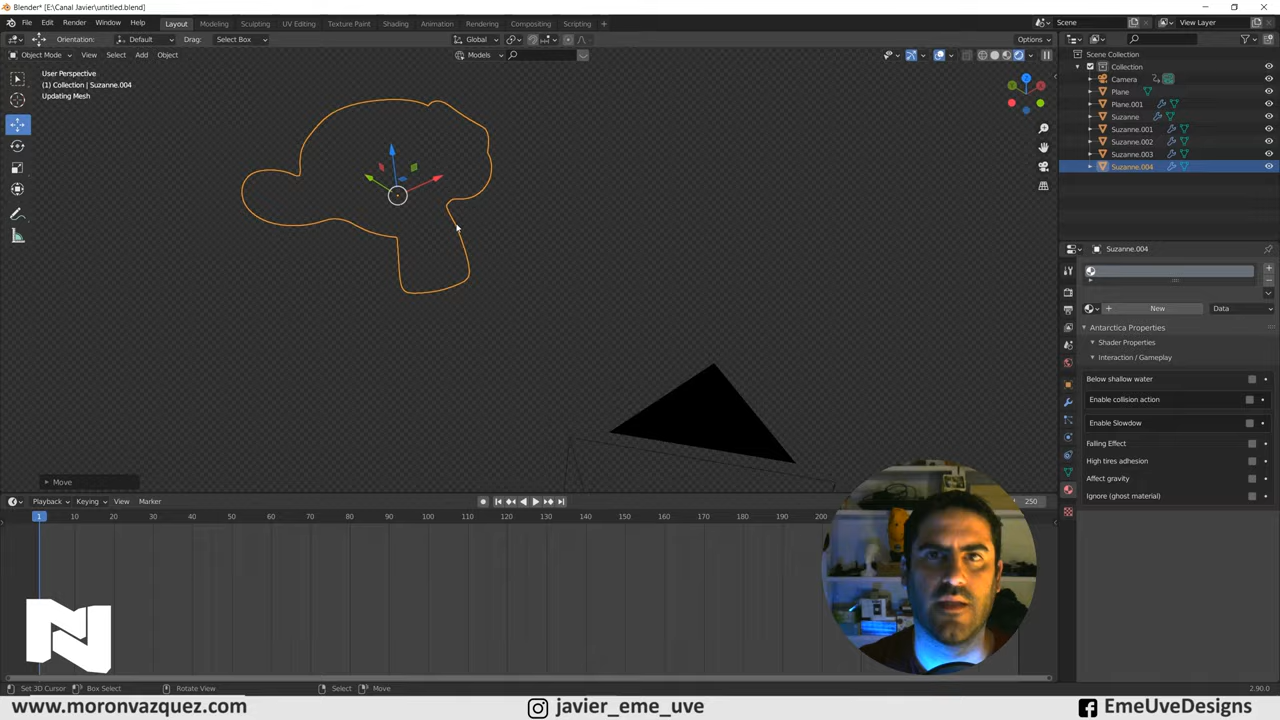 Blender* [E:\Canal Javier\untitled.blend]
File Edit Render Window Help Layout Modeling Sculpting UV Editing Texture Paint Shading Animation Rendering Compositing Scripting + Scene View Layer
Orientation: Default Drag: Select Box Global Options
Object Mode View Select Add Object Models
User Perspective
(1) Collection | Suzanne.004
Updating Mesh
Scene Collection
Collection
Camera
Plane
Plane.001
Suzanne
Suzanne.001
Suzanne.002
Suzanne.003
Suzanne.004
Suzanne.004
New Data
Antarctica Properties
Shader Properties
Interaction / Gameplay
Below shallow water
Enable collision action
Enable Slowdow
Falling Effect
High tires adhesion
Affect gravity
Ignore (ghost material)
Move
Playback Keying View Marker 250
1 10 20 30 40 50 60 70 80 90 100 110 120 130 140 150 160 170 180 190 200
N
Set 3D Cursor Box Select Rotate View Select Move 2.90.0
www.moronvazquez.com javier_eme_uve EmeUveDesigns